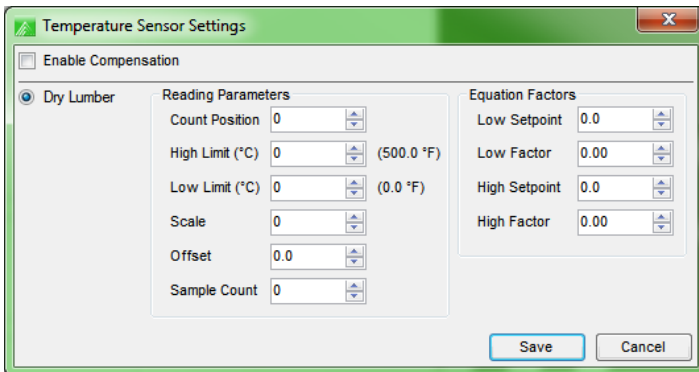 Temperature Sensor Settings
Enable Compensation
Dry Lumber
Reading Parameters
Count Position 0
High Limit (°C) 0 (500.0 °F)
Low Limit (°C) 0 (0.0 °F)
Scale 0
Offset 0.0
Sample Count 0
Equation Factors
Low Setpoint 0.0
Low Factor 0.00
High Setpoint 0.0
High Factor 0.00
Save Cancel